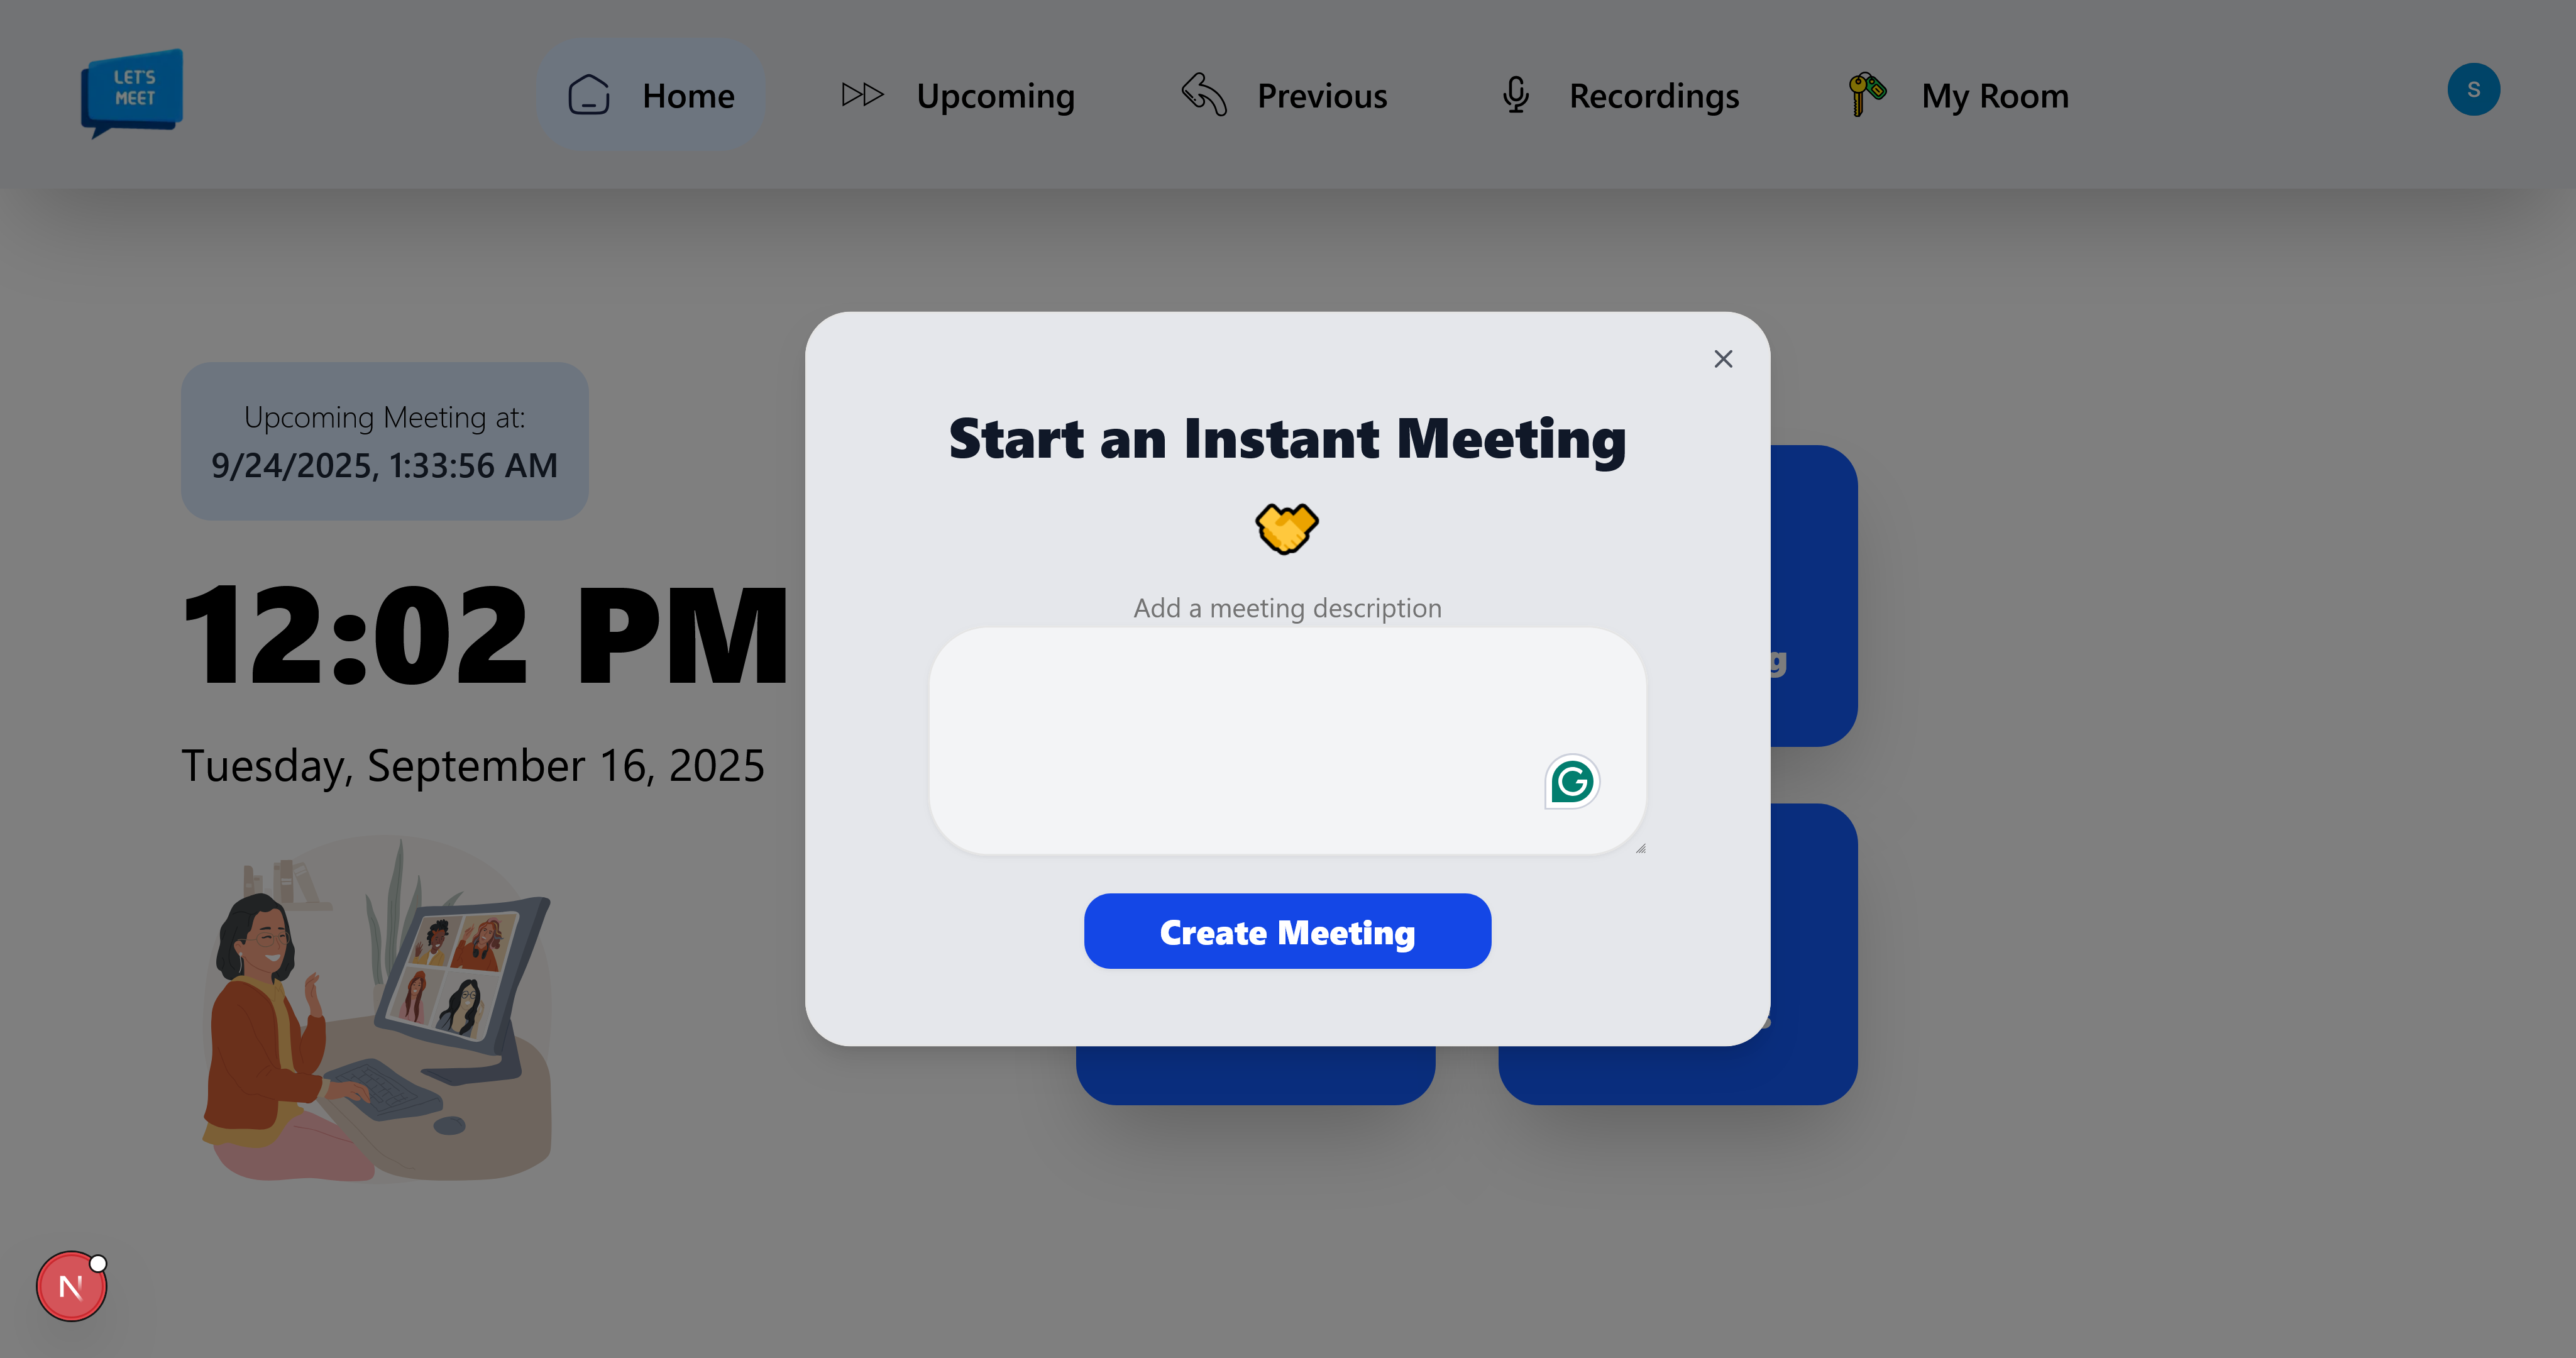 LET'S
MEET
Home
Upcoming
Previous
Recordings
My Room
S
Upcoming Meeting at:
9/24/2025, 1:33:56 AM
12:02 PM
Tuesday, September 16, 2025
Start an Instant Meeting
Add a meeting description
Create Meeting
G
N